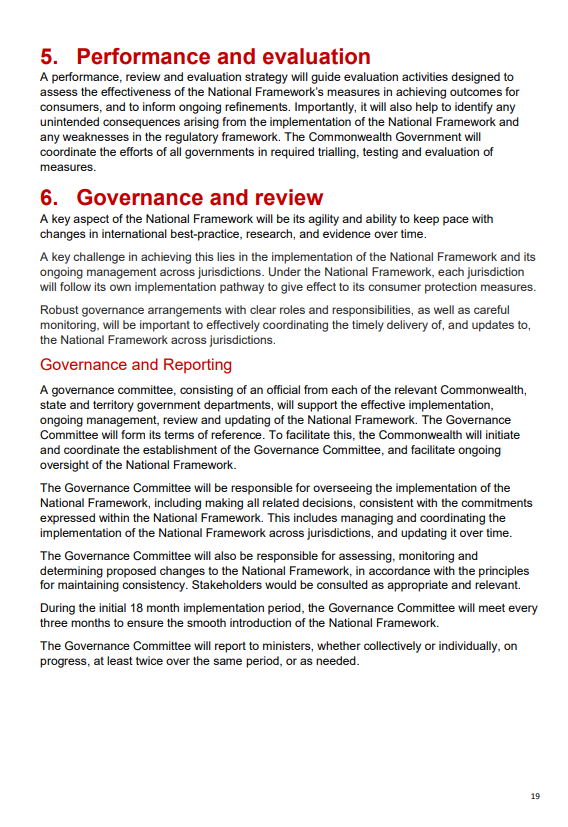 5. Performance and evaluation
A performance, review and evaluation strategy will guide evaluation activities designed to
assess the effectiveness of the National Framework's measures in achieving outcomes for
consumers, and to inform ongoing refinements. Importantly, it will also help to identify any
unintended consequences arising from the implementation of the National Framework and
any weaknesses in the regulatory framework. The Commonwealth Government will
coordinate the efforts of all governments in required trialling, testing and evaluation of
measures.
6. Governance and review
A key aspect of the National Framework will be its agility and ability to keep pace with
changes in international best-practice, research, and evidence over time.
A key challenge in achieving this lies in the implementation of the National Framework and its
ongoing management across jurisdictions. Under the National Framework, each jurisdiction
will follow its own implementation pathway to give effect to its consumer protection measures.
Robust governance arrangements with clear roles and responsibilities, as well as careful
monitoring, will be important to effectively coordinating the timely delivery of, and updates to,
the National Framework across jurisdictions.
Governance and Reporting
A governance committee, consisting of an official from each of the relevant Commonwealth,
state and territory government departments, will support the effective implementation,
ongoing management, review and updating of the National Framework. The Governance
Committee will form its terms of reference. To facilitate this, the Commonwealth will initiate
and coordinate the establishment of the Governance Committee, and facilitate ongoing
oversight of the National Framework.
The Governance Committee will be responsible for overseeing the implementation of the
National Framework, including making all related decisions, consistent with the commitments
expressed within the National Framework. This includes managing and coordinating the
implementation of the National Framework across jurisdictions, and updating it over time.
The Governance Committee will also be responsible for assessing, monitoring and
determining proposed changes to the National Framework, in accordance with the principles
for maintaining consistency. Stakeholders would be consulted as appropriate and relevant.
During the initial 18 month implementation period, the Governance Committee will meet every
three months to ensure the smooth introduction of the National Framework.
The Governance Committee will report to ministers, whether collectively or individually, on
progress, at least twice over the same period, or as needed.
19